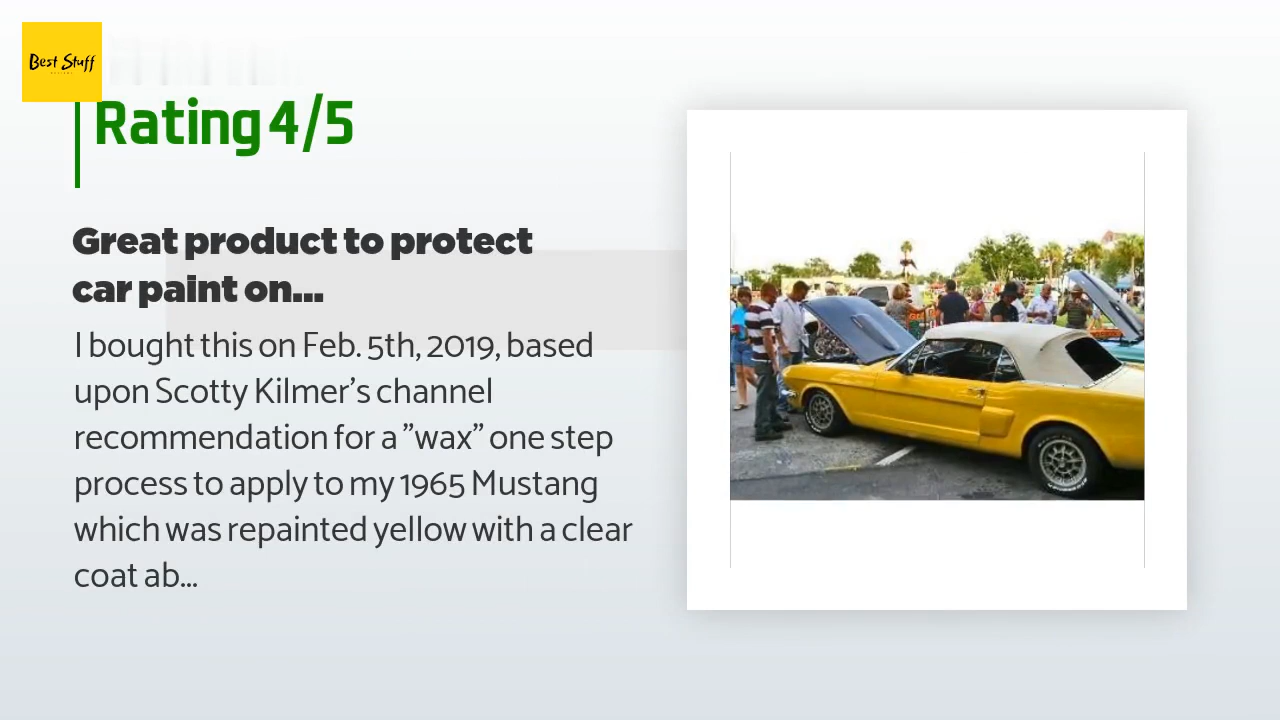 Best Stuff
Rating 4/5
Great product to protect
car paint on...
I bought this on Feb. 5th, 2019, based
upon Scotty Kilmer's channel
recommendation for a "wax" one step
process to apply to my 1965 Mustang
which was repainted yellow with a clear
coat ab...